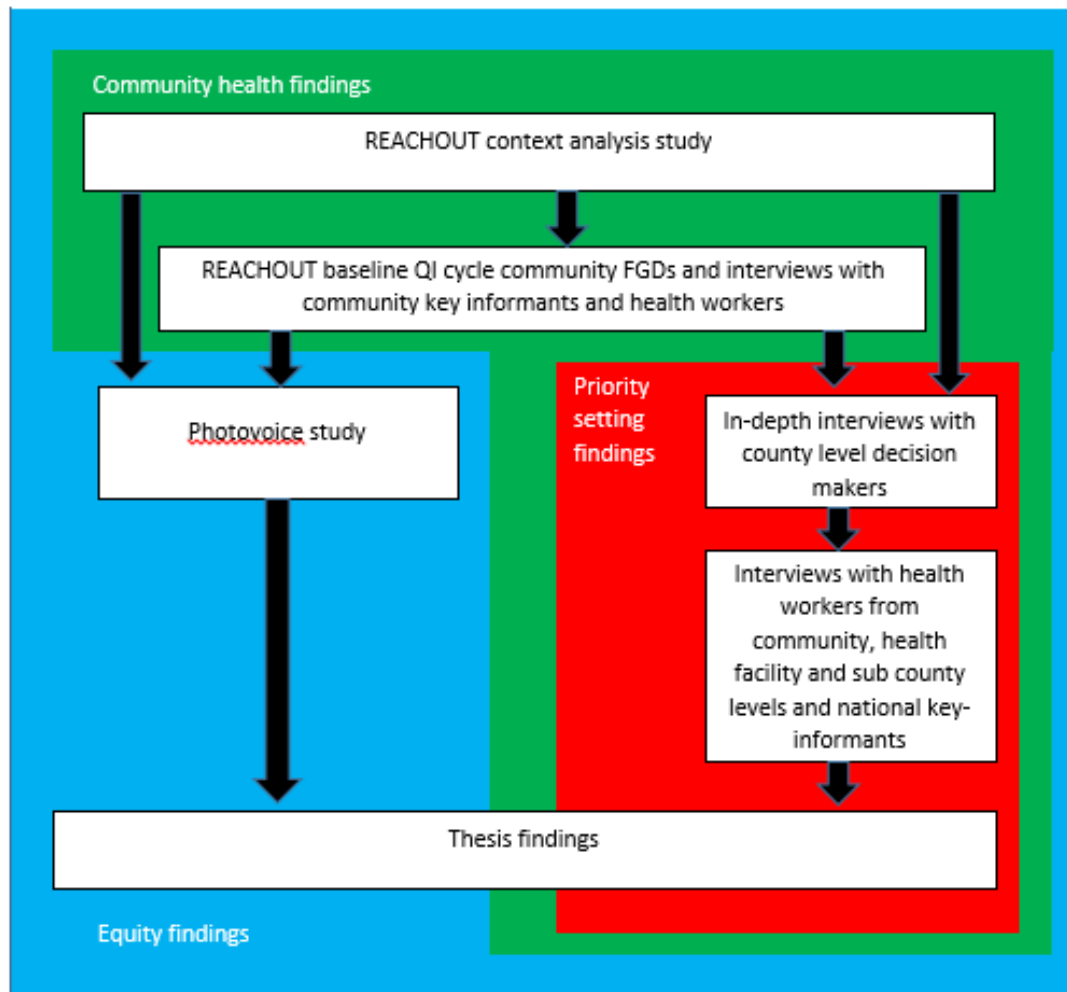 Community health findings
REACHOUT context analysis study
REACHOUT baseline QI cycle community FGDs and interviews with
community key informants and health workers
Photovoice study
Priority
setting
findings
In-depth interviews with
county level decision
makers
Interviews with health
workers from
community, health
facility and sub county
levels and national key-
informants
Thesis findings
Equity findings